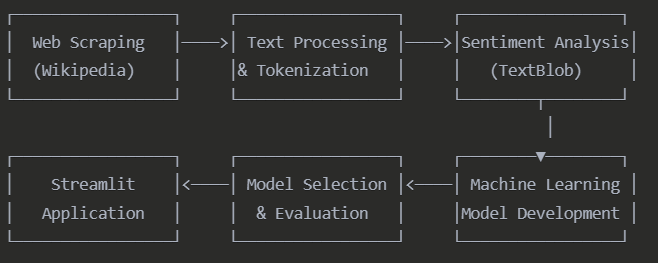 Web Scraping
(Wikipedia)
Text Processing
& Tokenization
Sentiment Analysis
(TextBlob)
Streamlit
Application
Model Selection
& Evaluation
Machine Learning
Model Development